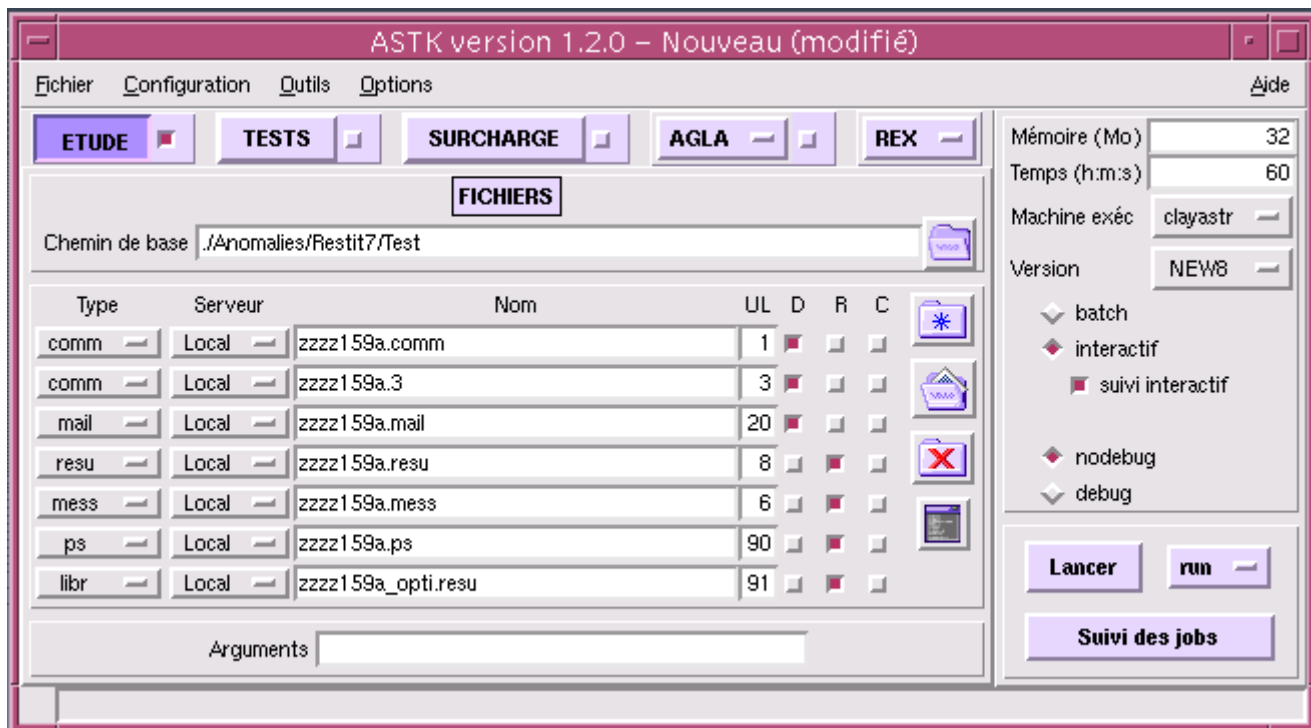 ASTK version 1.2.0 – Nouveau (modifié)
Fichier Configuration Outils Options Aide
ETUDE TESTS SURCHARGE AGLA REX
FICHIERS
Chemin de base ./Anomalies/Restit7/Test
Type Serveur Nom UL D R C
comm Local zzzz159a.comm 1
comm Local zzzz159a.3 3
mail Local zzzz159a.mail 20
resu Local zzzz159a.resu 8
mess Local zzzz159a.mess 6
ps Local zzzz159a.ps 90
libr Local zzzz159a_opti.resu 91
Arguments
Mémoire (Mo) 32
Temps (h:m:s) 60
Machine exéc clayastr
Version NEW8
batch
interactif
suivi interactif
nodebug
debug
Lancer run
Suivi des jobs